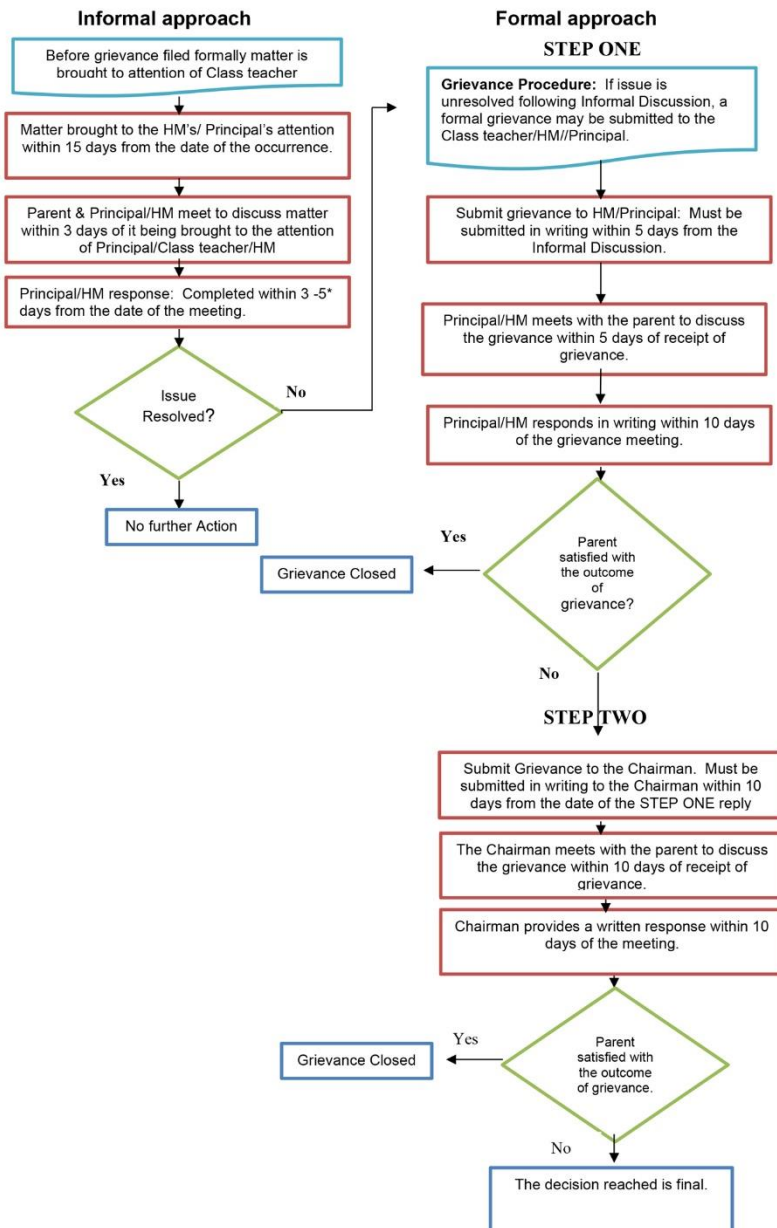 Informal approach
Before grievance filed formally matter is
brought to attention of Class teacher
Matter brought to the HM's/ Principal's attention
within 15 days from the date of the occurrence.
Parent & Principal/HM meet to discuss matter
within 3 days of it being brought to the attention
of Principal/Class teacher/HM
Principal/HM response: Completed within 3 -5*
days from the date of the meeting.
Issue
Resolved?
No
Yes
No further Action
Formal approach
STEP ONE
Grievance Procedure: If issue is
unresolved following Informal Discussion, a
formal grievance may be submitted to the
Class teacher/HM//Principal.
Submit grievance to HM/Principal: Must be
submitted in writing within 5 days from the
Informal Discussion.
Principal/HM meets with the parent to discuss
the grievance within 5 days of receipt of
grievance.
Principal/HM responds in writing within 10 days
of the grievance meeting.
Parent
satisfied with
the outcome
of
grievance?
Yes
Grievance Closed
No
STEP TWO
Submit Grievance to the Chairman. Must be
submitted in writing to the Chairman within 10
days from the date of the STEP ONE reply
The Chairman meets with the parent to discuss
the grievance within 10 days of receipt of
grievance.
Chairman provides a written response within 10
days of the meeting.
Parent
satisfied with
the outcome
of grievance.
Yes
Grievance Closed
No
The decision reached is final.